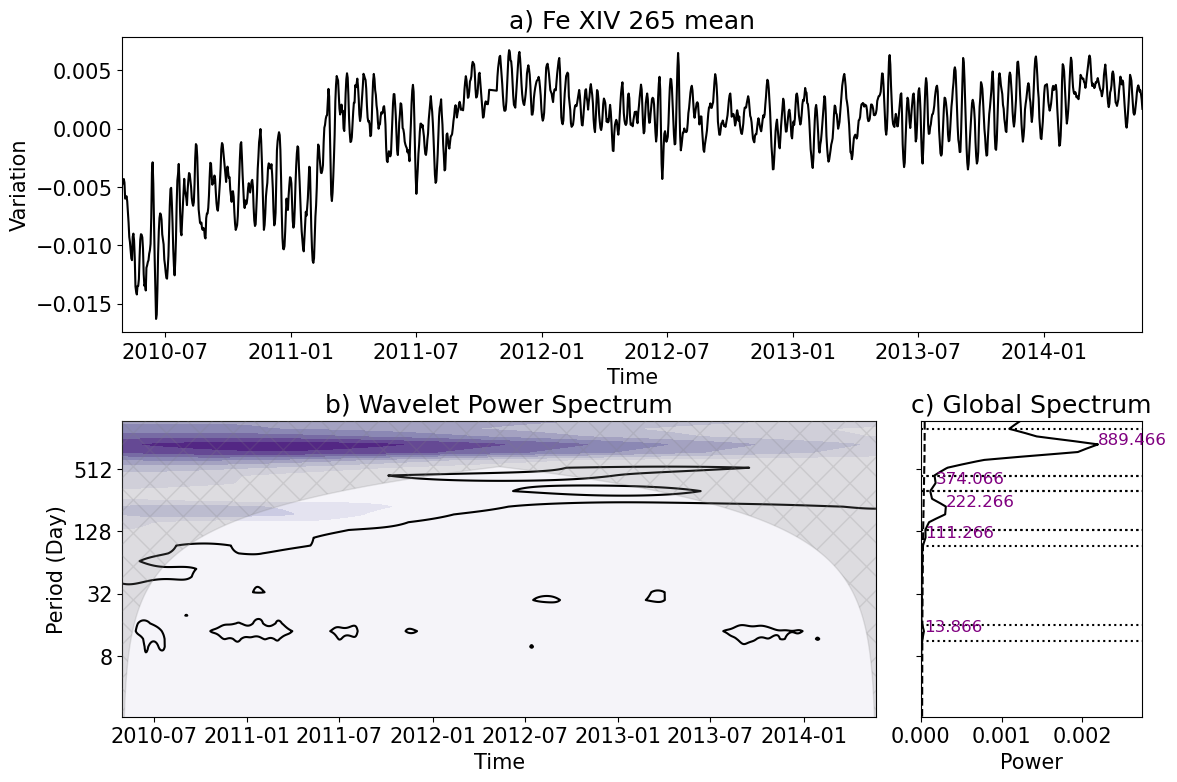 a) Fe XIV 265 mean
0.005
0.000
−0.005
−0.010
−0.015
Variation
2010-07 2011-01 2011-07 2012-01 2012-07 2013-01 2013-07 2014-01
Time
b) Wavelet Power Spectrum
512
128
32
8
Period (Day)
2010-07 2011-01 2011-07 2012-01 2012-07 2013-01 2013-07 2014-01
Time
c) Global Spectrum
889.466
374.066
222.266
111.266
13.866
0.000 0.001 0.002
Power